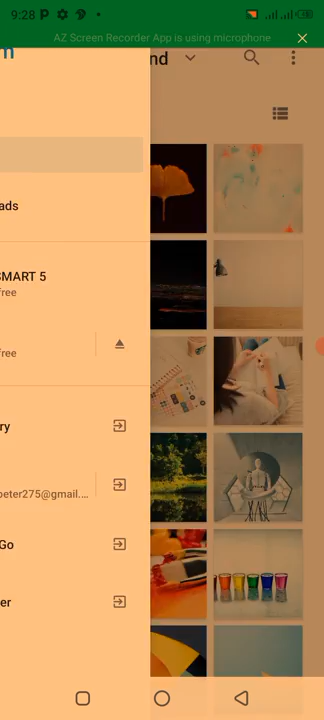 9:28
AZ Screen Recorder App is using microphone
m
nd
ads
SMART 5
free
free
ry
peter275@gmail....
Go
er